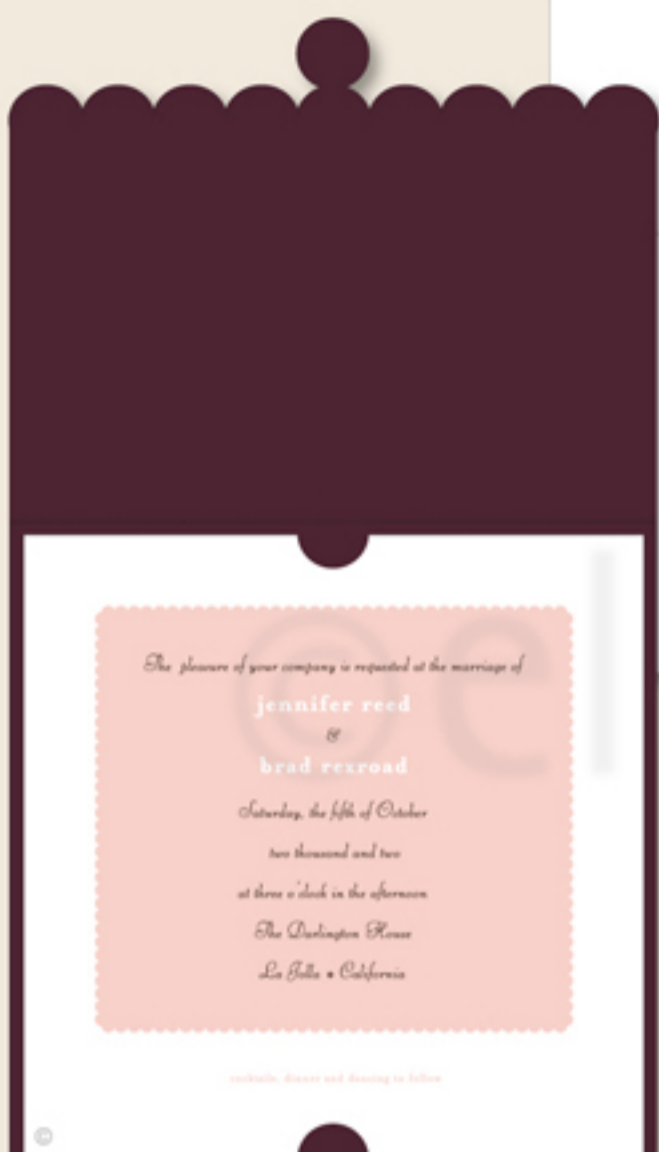 The pleasure of your company is requested at the marriage of
jennifer reed
&
brad rexroad
Saturday, the fifth of October
two thousand and two
at three o'clock in the afternoon
The Darlington House
La Jolla • California
cocktails, dinner and dancing to follow
©el
©